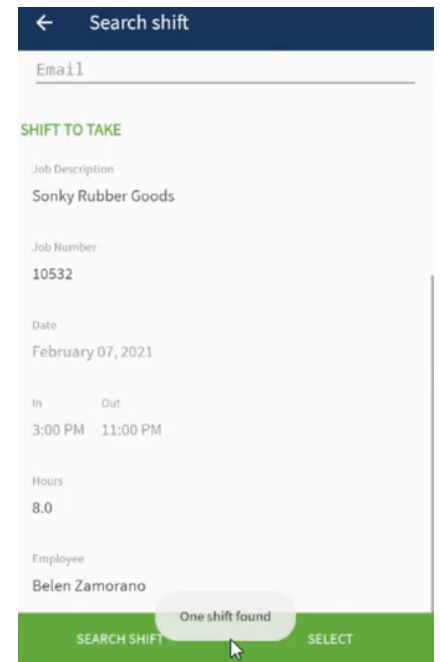 Search shift
Email
SHIFT TO TAKE
Job Description
Sonky Rubber Goods
Job Number
10532
Date
February 07, 2021
In Out
3:00 PM 11:00 PM
Hours
8.0
Employee
Belen Zamorano
One shift found
SEARCH SHIFT SELECT